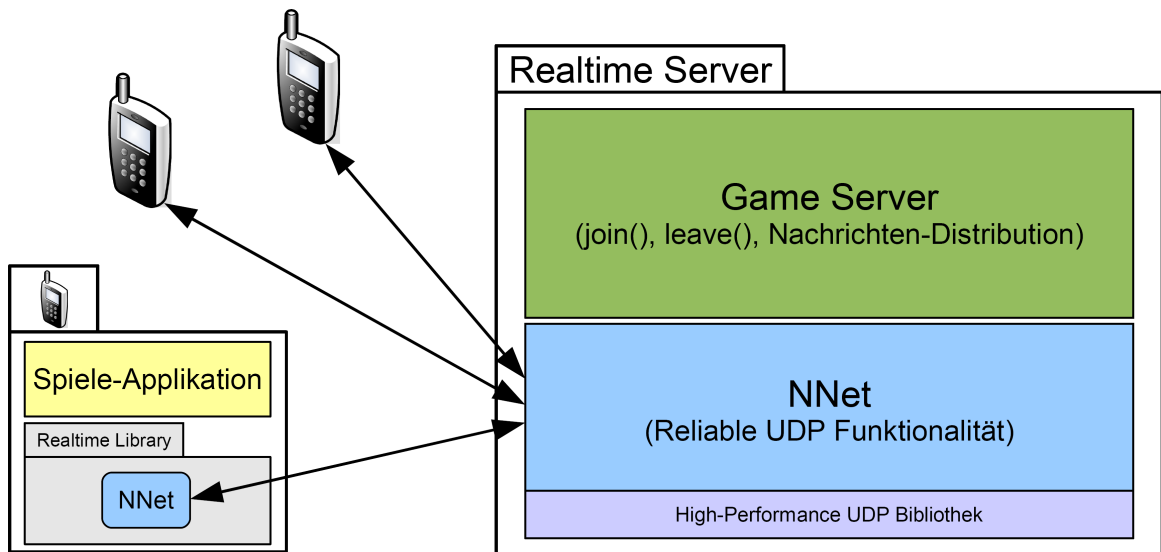 Realtime Server
Game Server
(join(), leave(), Nachrichten-Distribution)
NNet
(Reliable UDP Funktionalität)
High-Performance UDP Bibliothek
Spiele-Applikation
Realtime Library
NNet